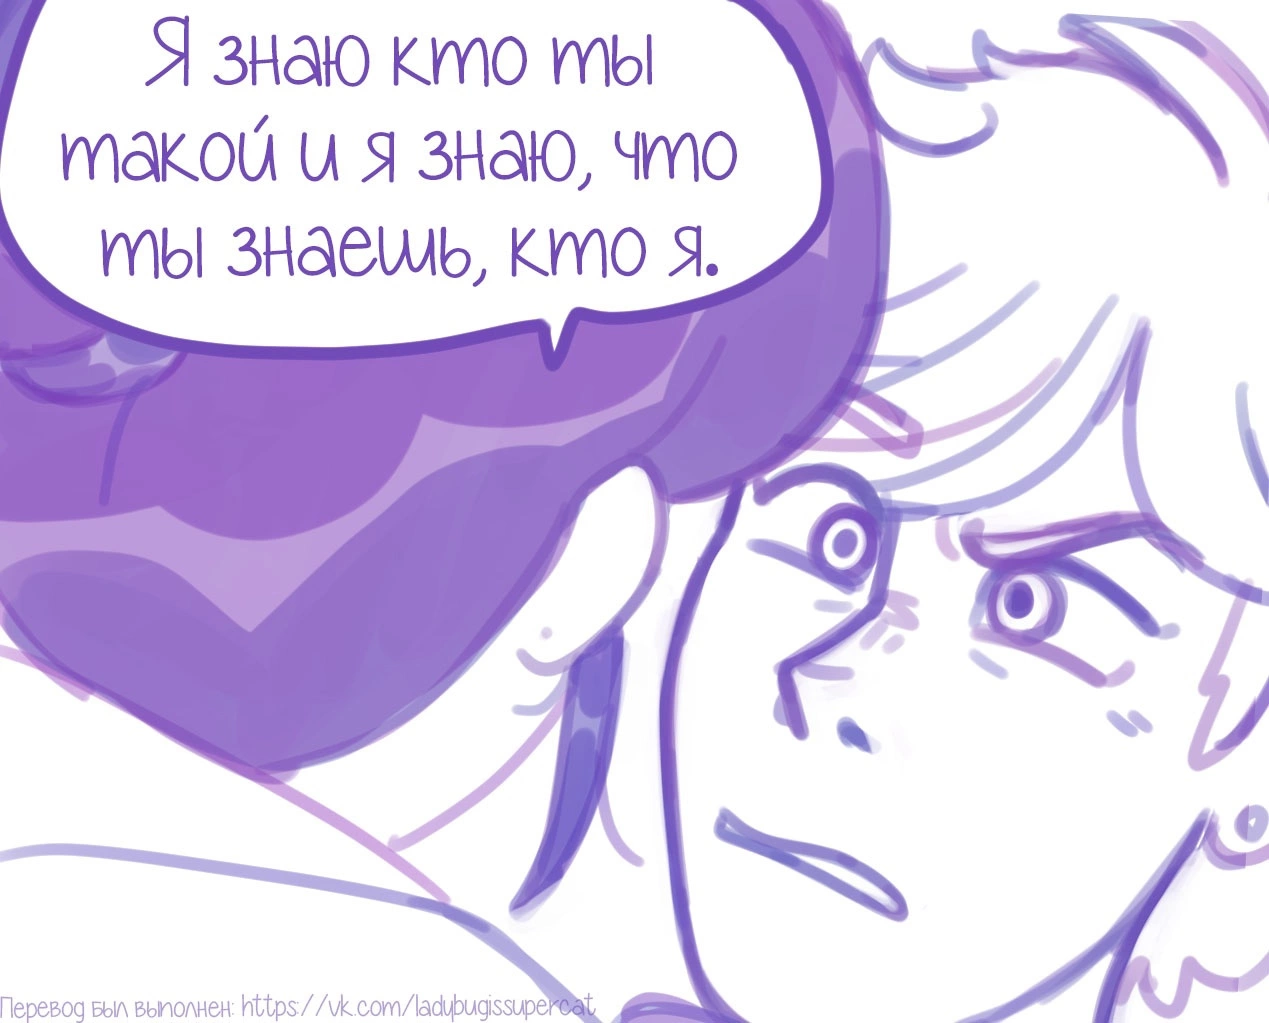 Я знаю кто ты
такой и я знаю, что
ты знаешь, кто я.
Перевод был выполнен: https://vk.com/ladybugissupercat